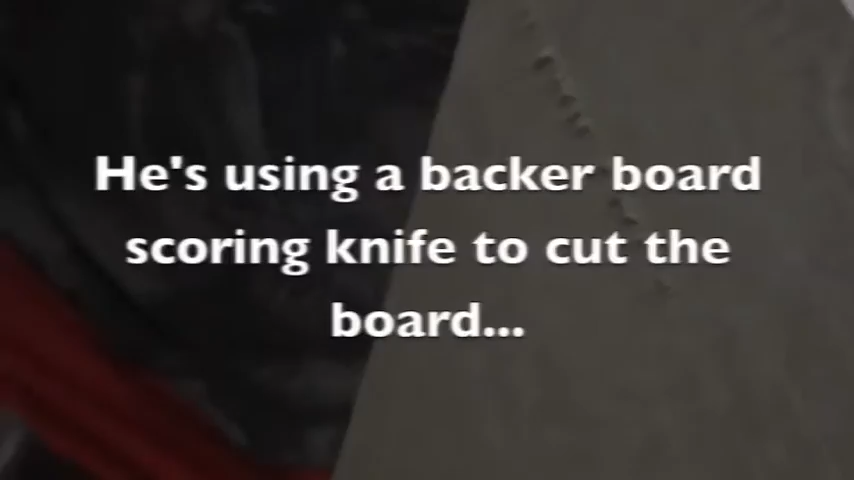 He's using a backer board
scoring knife to cut the
board...